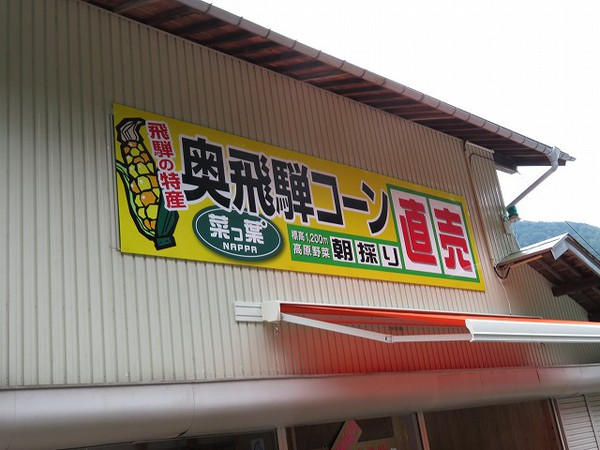 飛騨の特産
奥飛騨コーン
直売
菜っ葉
NAPPA
標高1,200m
高原野菜
朝採り